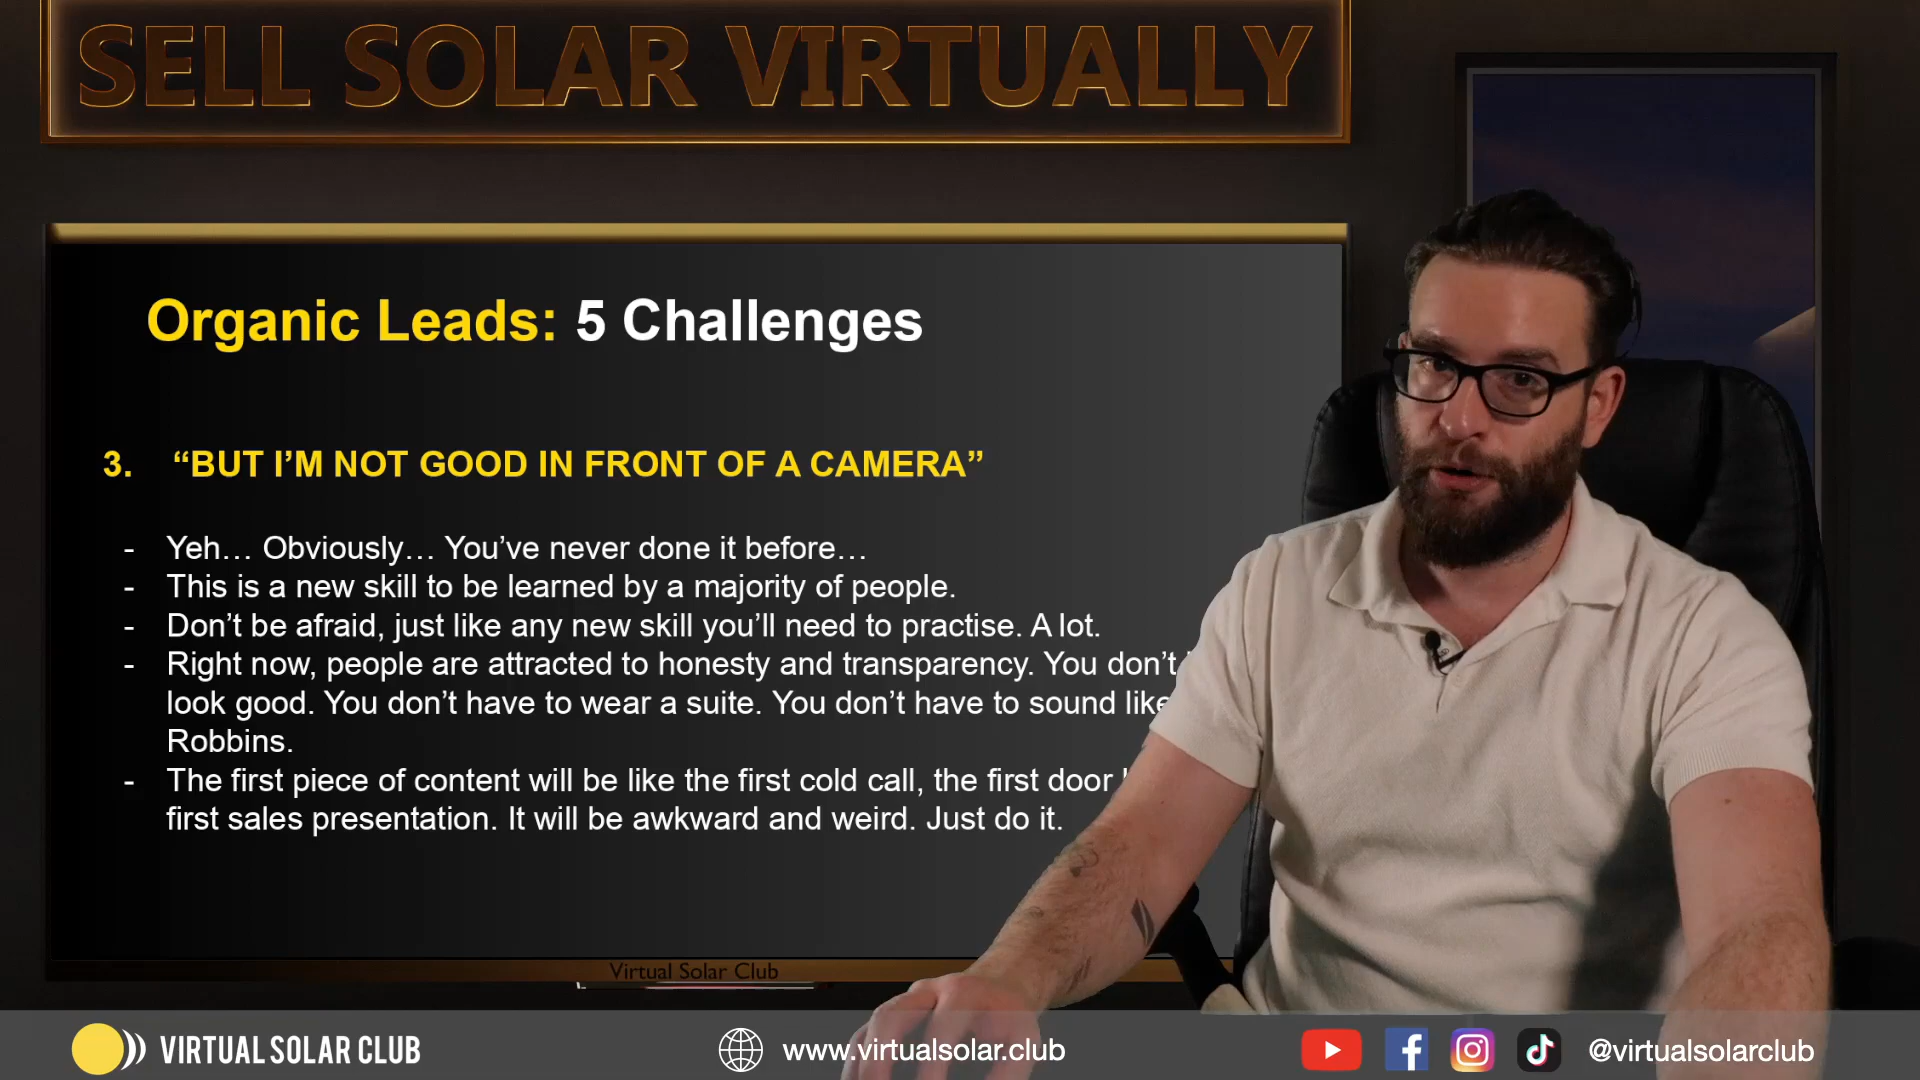 SELL SOLAR VIRTUALLY
Organic Leads: 5 Challenges
3. “BUT I’M NOT GOOD IN FRONT OF A CAMERA”
- Yeh… Obviously… You’ve never done it before…
- This is a new skill to be learned by a majority of people.
- Don’t be afraid, just like any new skill you’ll need to practise. A lot.
- Right now, people are attracted to honesty and transparency. You don’t
look good. You don’t have to wear a suite. You don’t have to sound like
Robbins.
- The first piece of content will be like the first cold call, the first door
first sales presentation. It will be awkward and weird. Just do it.
Virtual Solar Club
VIRTUAL SOLAR CLUB
www.virtualsolar.club
@virtualsolarclub